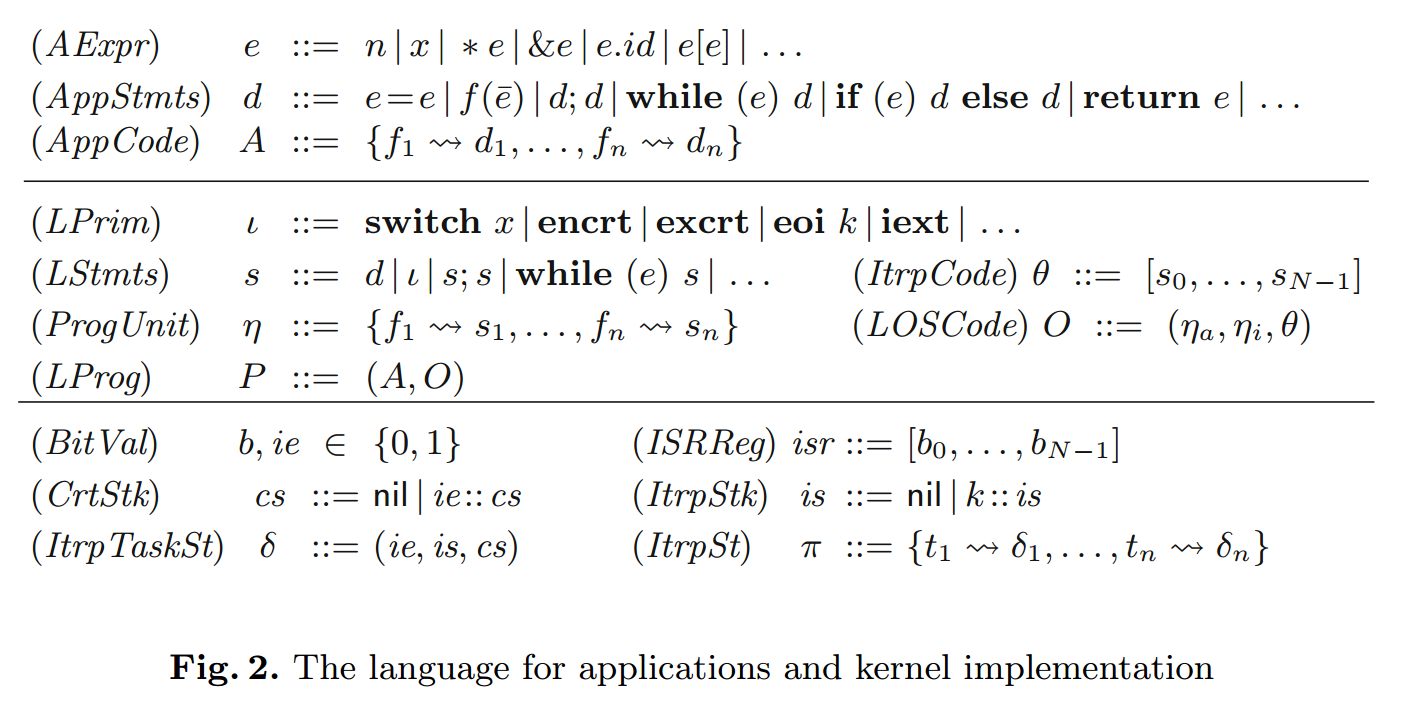 (AExpr) e ::= n | x | ∗ e | &e | e.id | e[e] | ...
(AppStmts) d ::= e=e | f(ē) | d; d | while (e) d | if (e) d else d | return e | ...
(AppCode) A ::= {f₁ ⇝ d₁, ..., fₙ ⇝ dₙ}
(LPrim) ι ::= switch x | encrt | excrt | eoi k | iext | ...
(LStmts) s ::= d | ι | s; s | while (e) s | ... (ItrpCode) θ ::= [s₀, ..., s_{N−1}]
(ProgUnit) η ::= {f₁ ⇝ s₁, ..., fₙ ⇝ sₙ} (LOSCode) O ::= (ηₐ, ηᵢ, θ)
(LProg) P ::= (A, O)
(BitVal) b, ie ∈ {0, 1} (ISRReg) isr ::= [b₀, ..., b_{N−1}]
(CrtStk) cs ::= nil | ie:: cs (ItrpStk) is ::= nil | k:: is
(ItrpTaskSt) δ ::= (ie, is, cs) (ItrpSt) π ::= {t₁ ⇝ δ₁, ..., tₙ ⇝ δₙ}
Fig. 2. The language for applications and kernel implementation